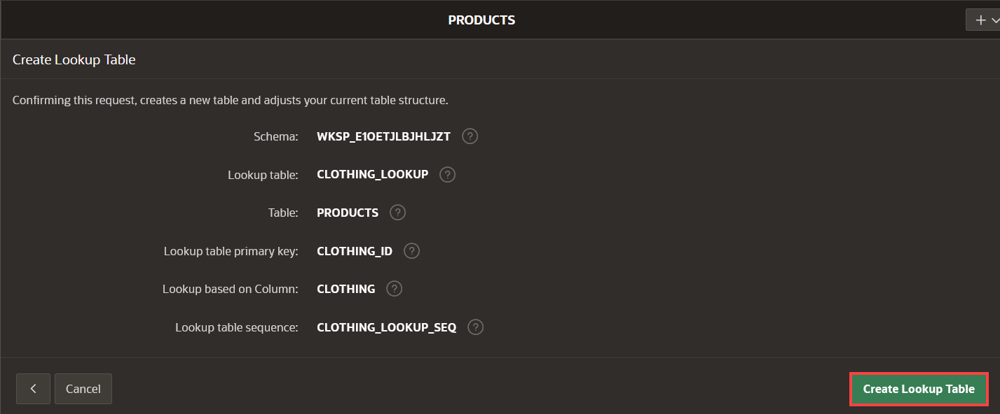 PRODUCTS
Create Lookup Table
Confirming this request, creates a new table and adjusts your current table structure.
Schema: WKSP_E1OETJLBJHLJZT ?
Lookup table: CLOTHING_LOOKUP ?
Table: PRODUCTS ?
Lookup table primary key: CLOTHING_ID ?
Lookup based on Column: CLOTHING ?
Lookup table sequence: CLOTHING_LOOKUP_SEQ ?
Cancel Create Lookup Table